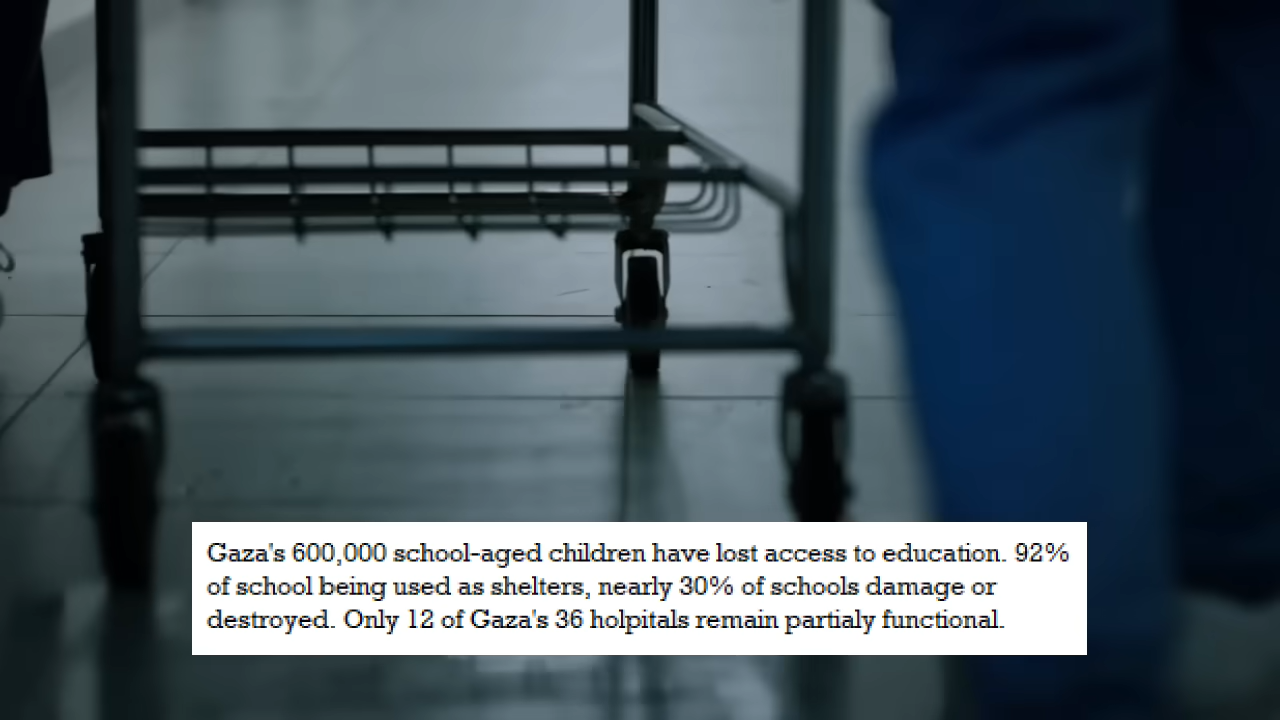 Gaza's 600,000 school-aged children have lost access to education. 92%
of school being used as shelters, nearly 30% of schools damage or
destroyed. Only 12 of Gaza's 36 holpitals remain partialy functional.